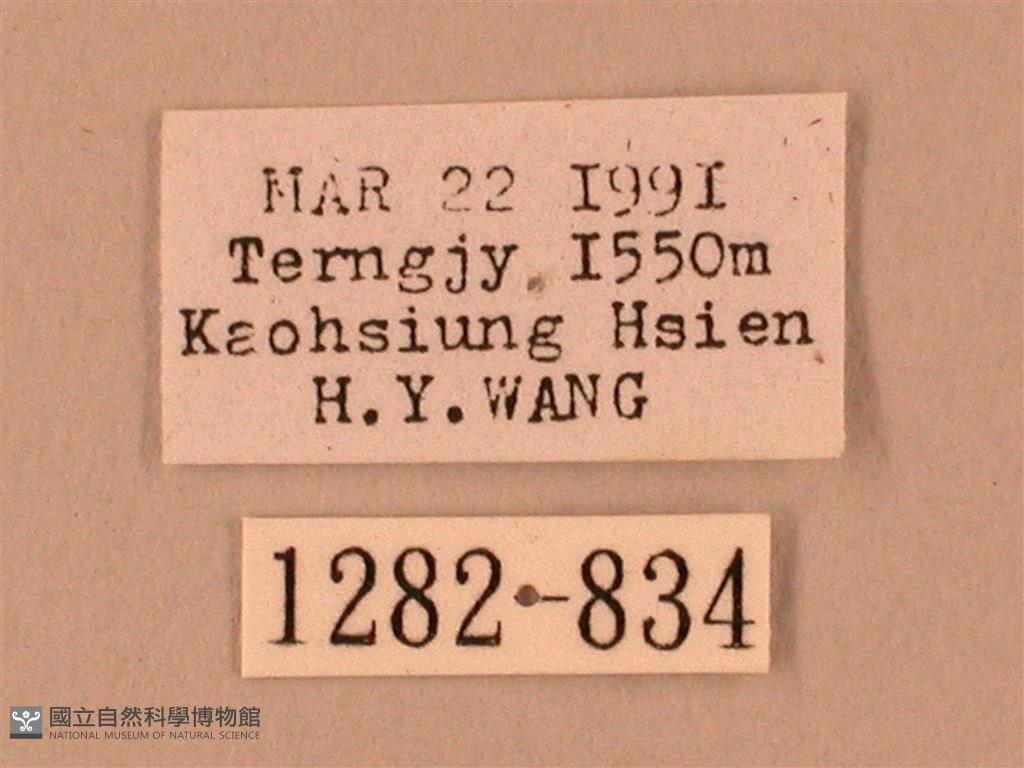 MAR 22 1991
Terngjy 1550m
Kaohsiung Hsien
H.Y.WANG
1282-834
國立自然科學博物館
NATIONAL MUSEUM OF NATURAL SCIENCE